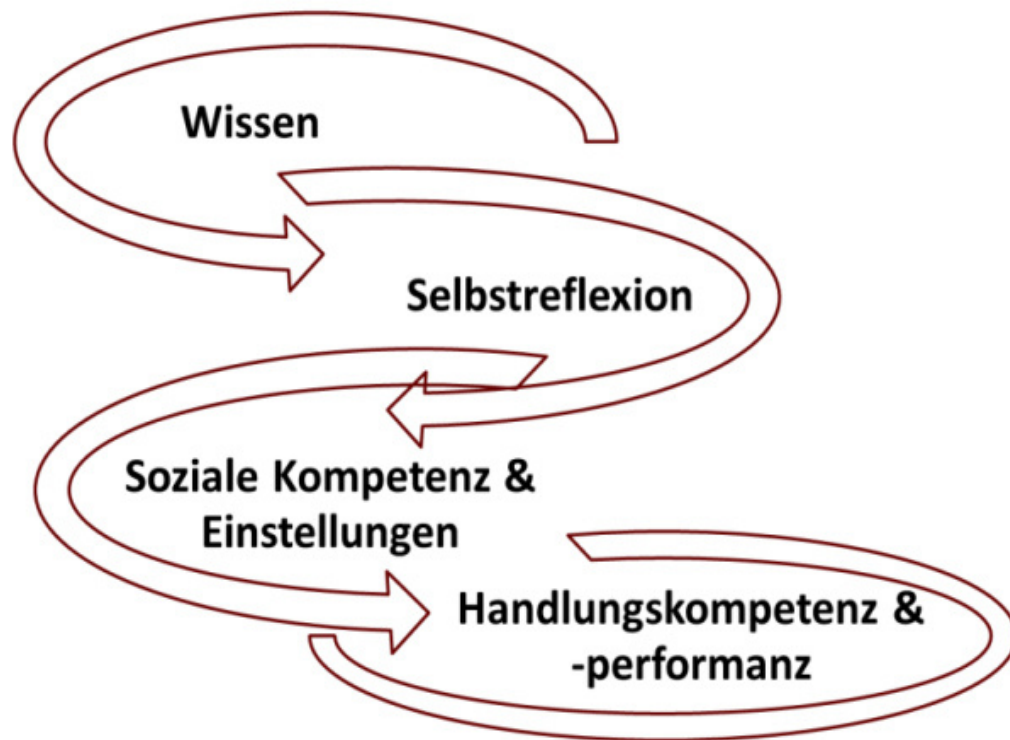 Wissen
Selbstreflexion
Soziale Kompetenz &
Einstellungen
Handlungskompetenz &
-performanz